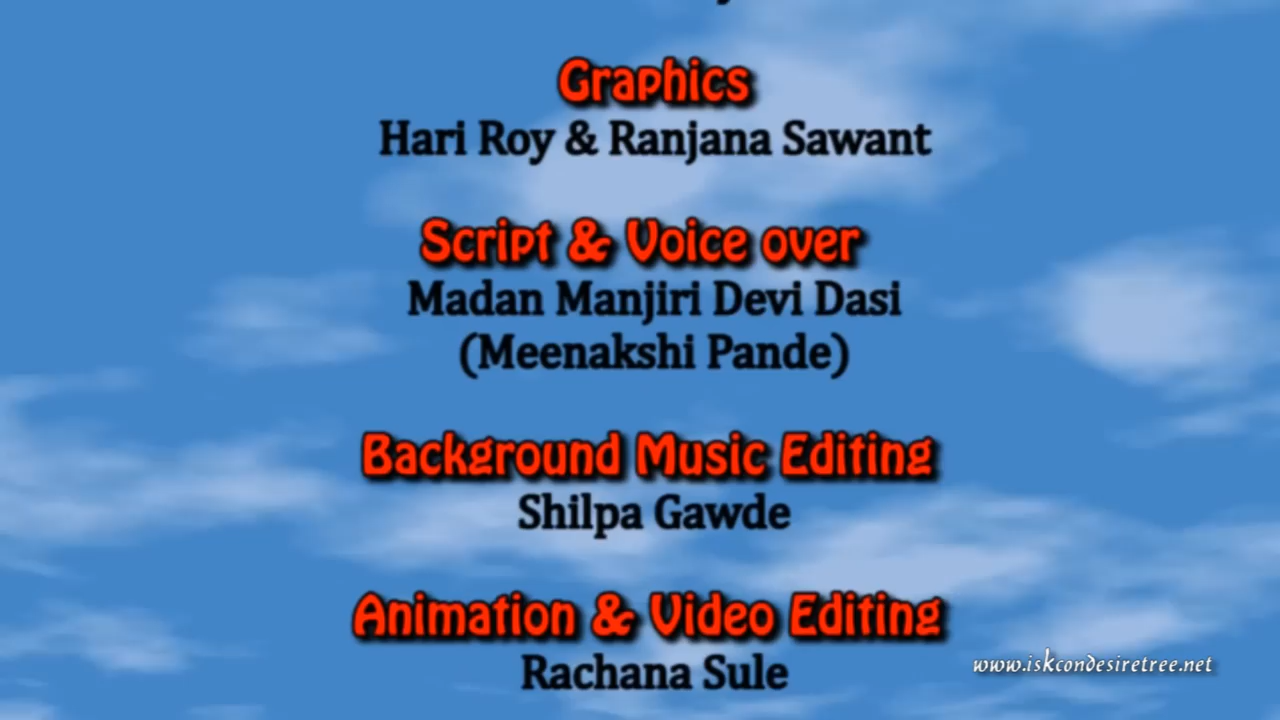 Graphics
Hari Roy & Ranjana Sawant
Script & Voice over
Madan Manjiri Devi Dasi
(Meenakshi Pande)
Background Music Editing
Shilpa Gawde
Animation & Video Editing
Rachana Sule
www.iskcondesiretree.net